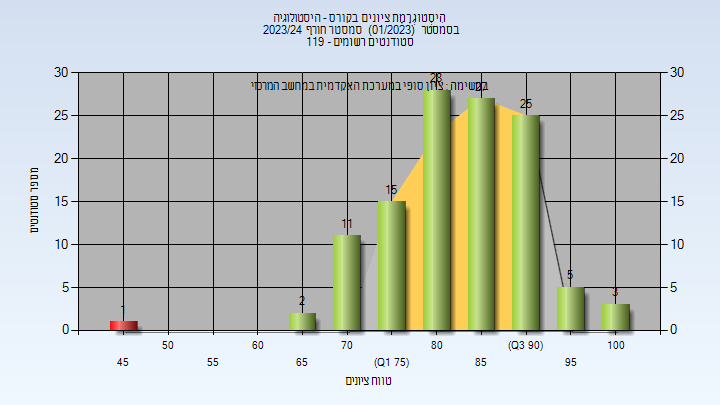 היסטוגרמת ציונים בקורס - היסטולוגיה
בסמסטר (01/2023) סמסטר חורף 2023/24
סטודנטים רשומים - 119
משימה : ציון סופי במערכת האקדמית במחשב המרכזי
מספר סטודנטים
30 28 27 30
25 25 25
20 20
15 15 15
11
10 10
5 5 5
2 3
1
0 0
50 60 70 80 (Q3 90) 100
45 55 65 (Q1 75) 85 95
טווח ציונים